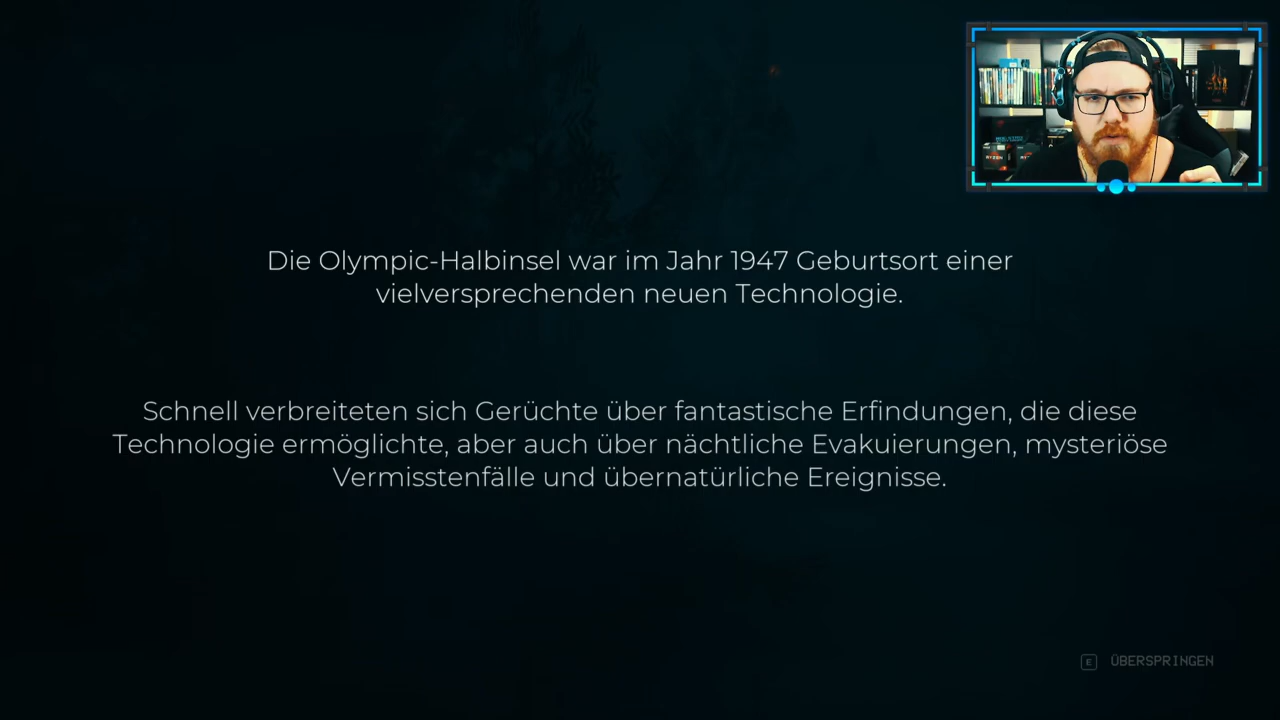 Die Olympic-Halbinsel war im Jahr 1947 Geburtsort einer
vielversprechenden neuen Technologie.
Schnell verbreiteten sich Gerüchte über fantastische Erfindungen, die diese
Technologie ermöglichte, aber auch über nächtliche Evakuierungen, mysteriöse
Vermisstenfälle und übernatürliche Ereignisse.
E ÜBERSPRINGEN
RYZEN